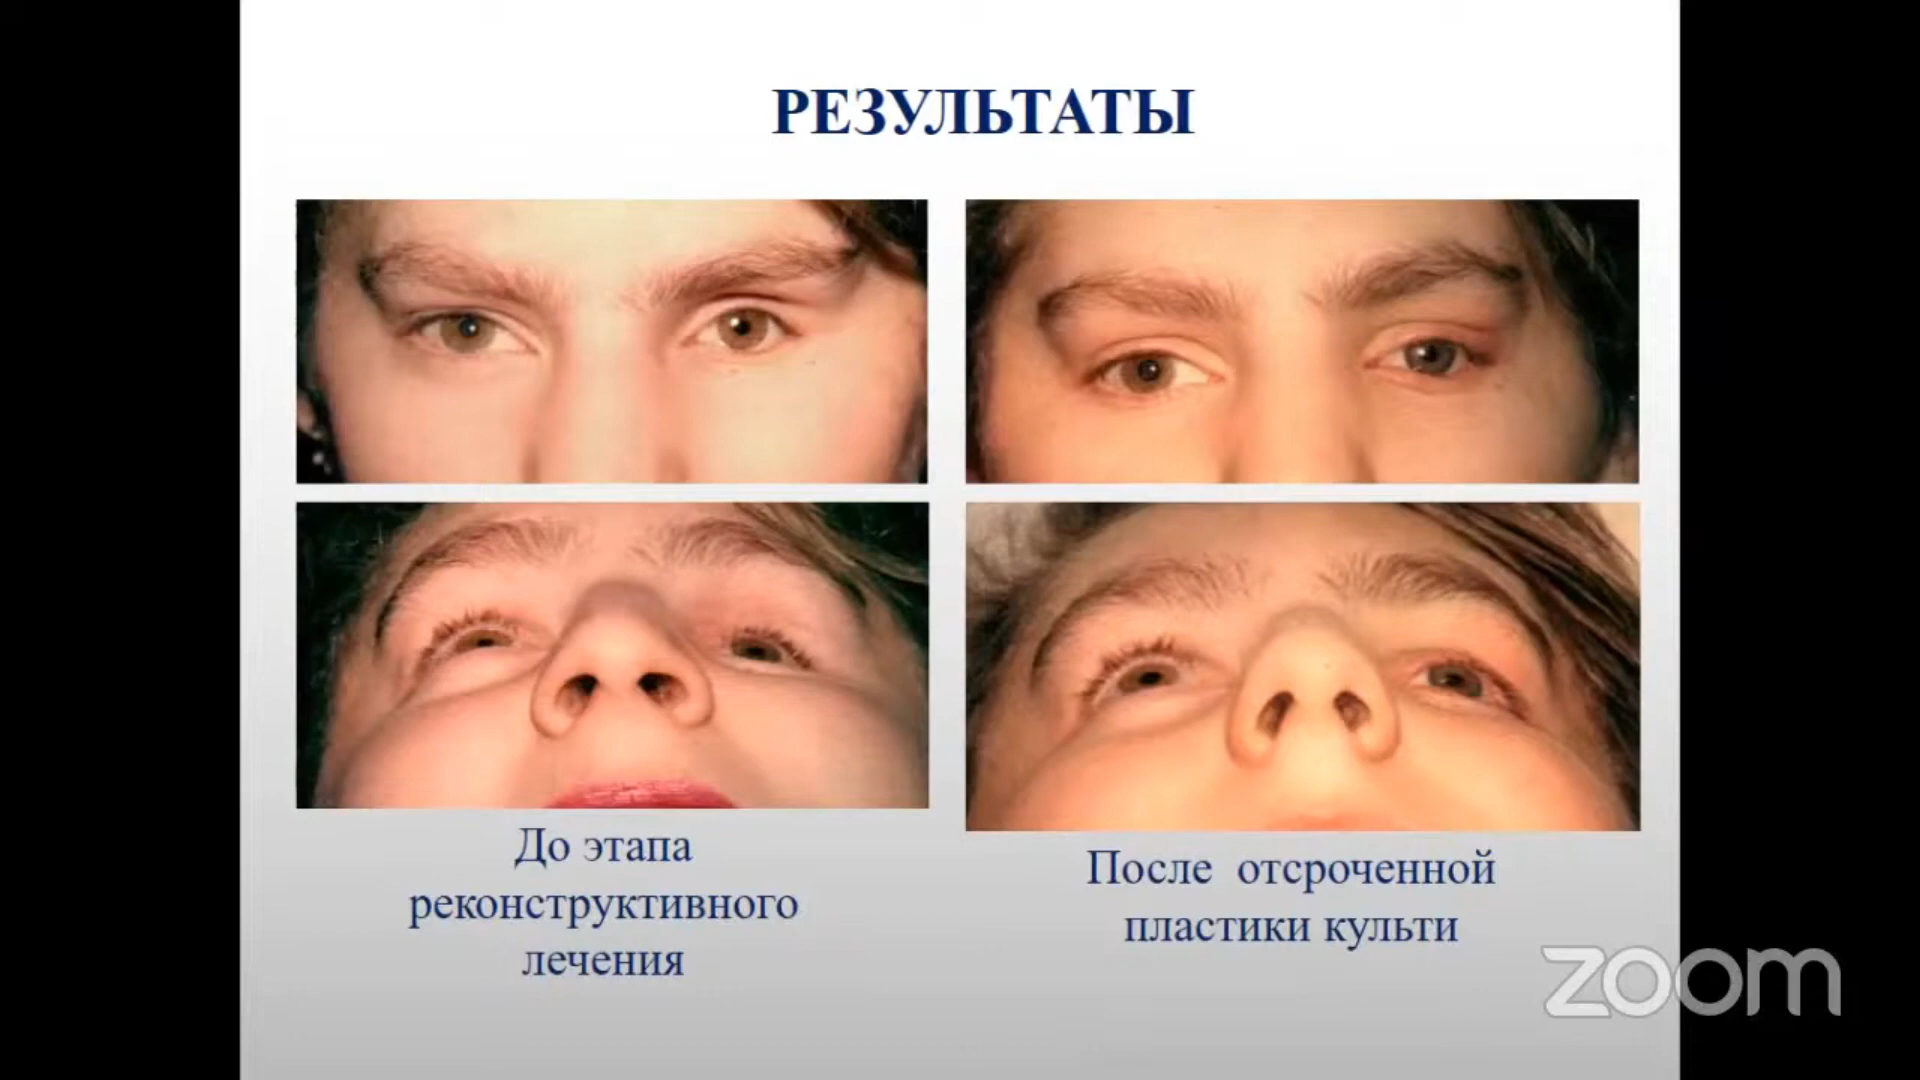 РЕЗУЛЬТАТЫ
До этапа
реконструктивного
лечения
После отсроченной
пластики культи
zoom